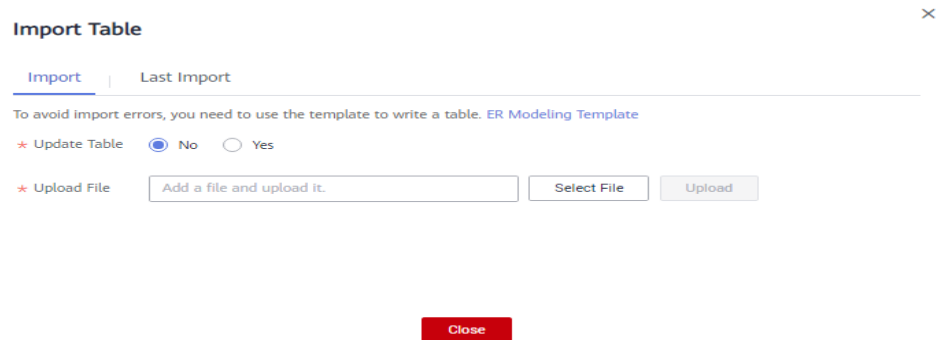 Import Table
Import Last Import
To avoid import errors, you need to use the template to write a table. ER Modeling Template
* Update Table No Yes
* Upload File Add a file and upload it. Select File Upload
Close